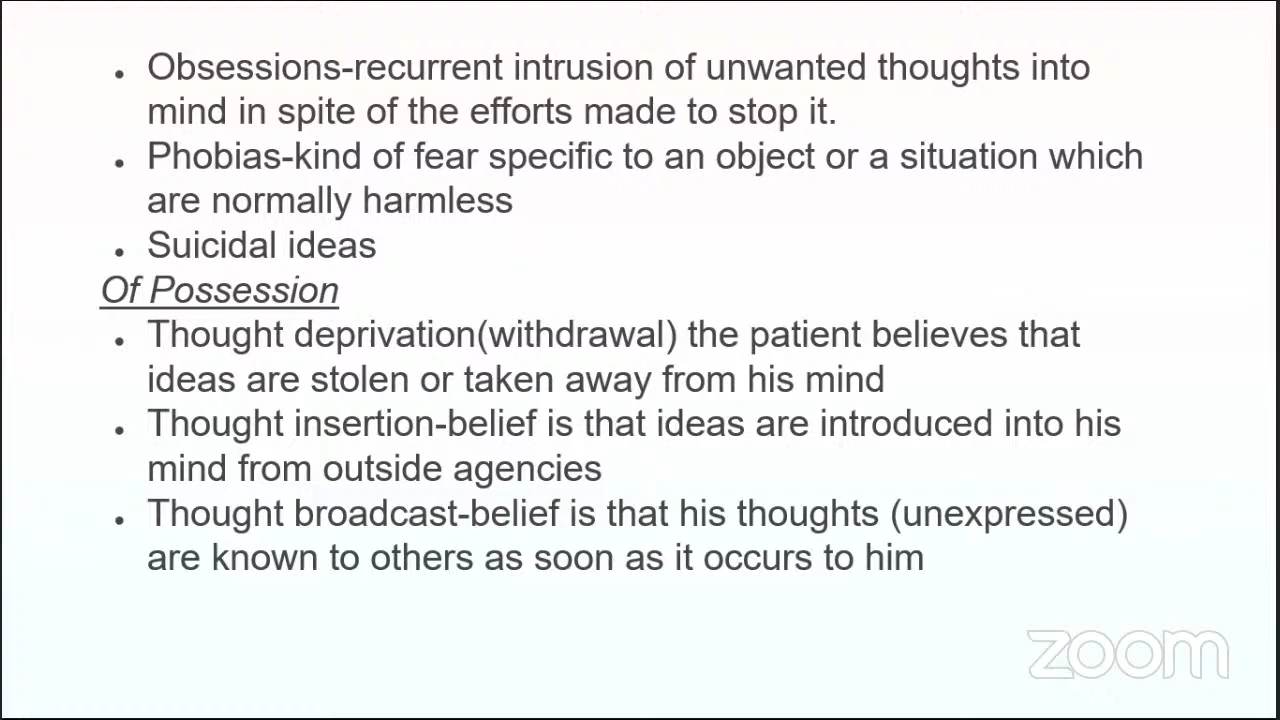 • Obsessions-recurrent intrusion of unwanted thoughts into
mind in spite of the efforts made to stop it.
• Phobias-kind of fear specific to an object or a situation which
are normally harmless
• Suicidal ideas
Of Possession
• Thought deprivation(withdrawal) the patient believes that
ideas are stolen or taken away from his mind
• Thought insertion-belief is that ideas are introduced into his
mind from outside agencies
• Thought broadcast-belief is that his thoughts (unexpressed)
are known to others as soon as it occurs to him
zoom